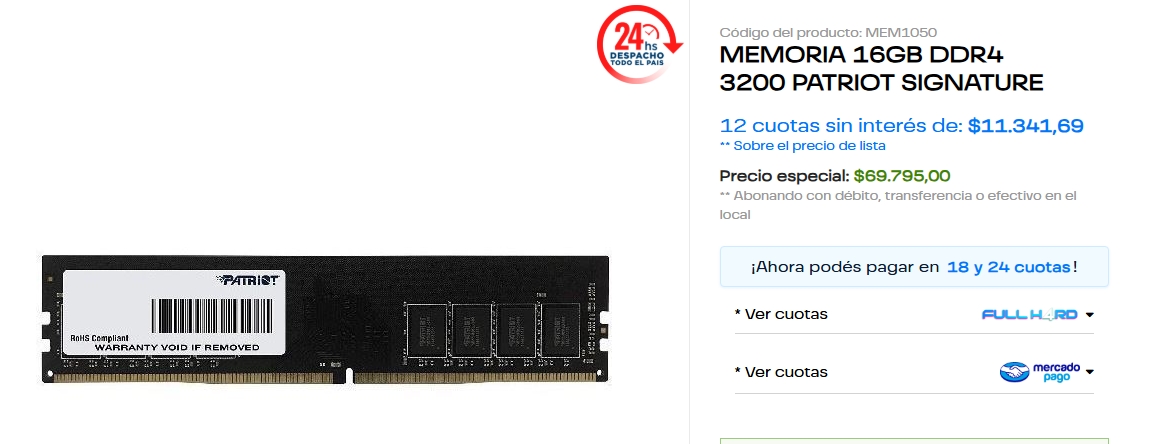 24hs
DESPACHO
TODO EL PAIS
PATRIOT
RoHS Compliant
WARRANTY VOID IF REMOVED
Código del producto: MEM1050
MEMORIA 16GB DDR4
3200 PATRIOT SIGNATURE
12 cuotas sin interés de: $11.341,69
** Sobre el precio de lista
Precio especial: $69.795,00
** Abonando con débito, transferencia o efectivo en el
local
¡Ahora podés pagar en 18 y 24 cuotas!
* Ver cuotas FULL H4RD
* Ver cuotas mercado
pago